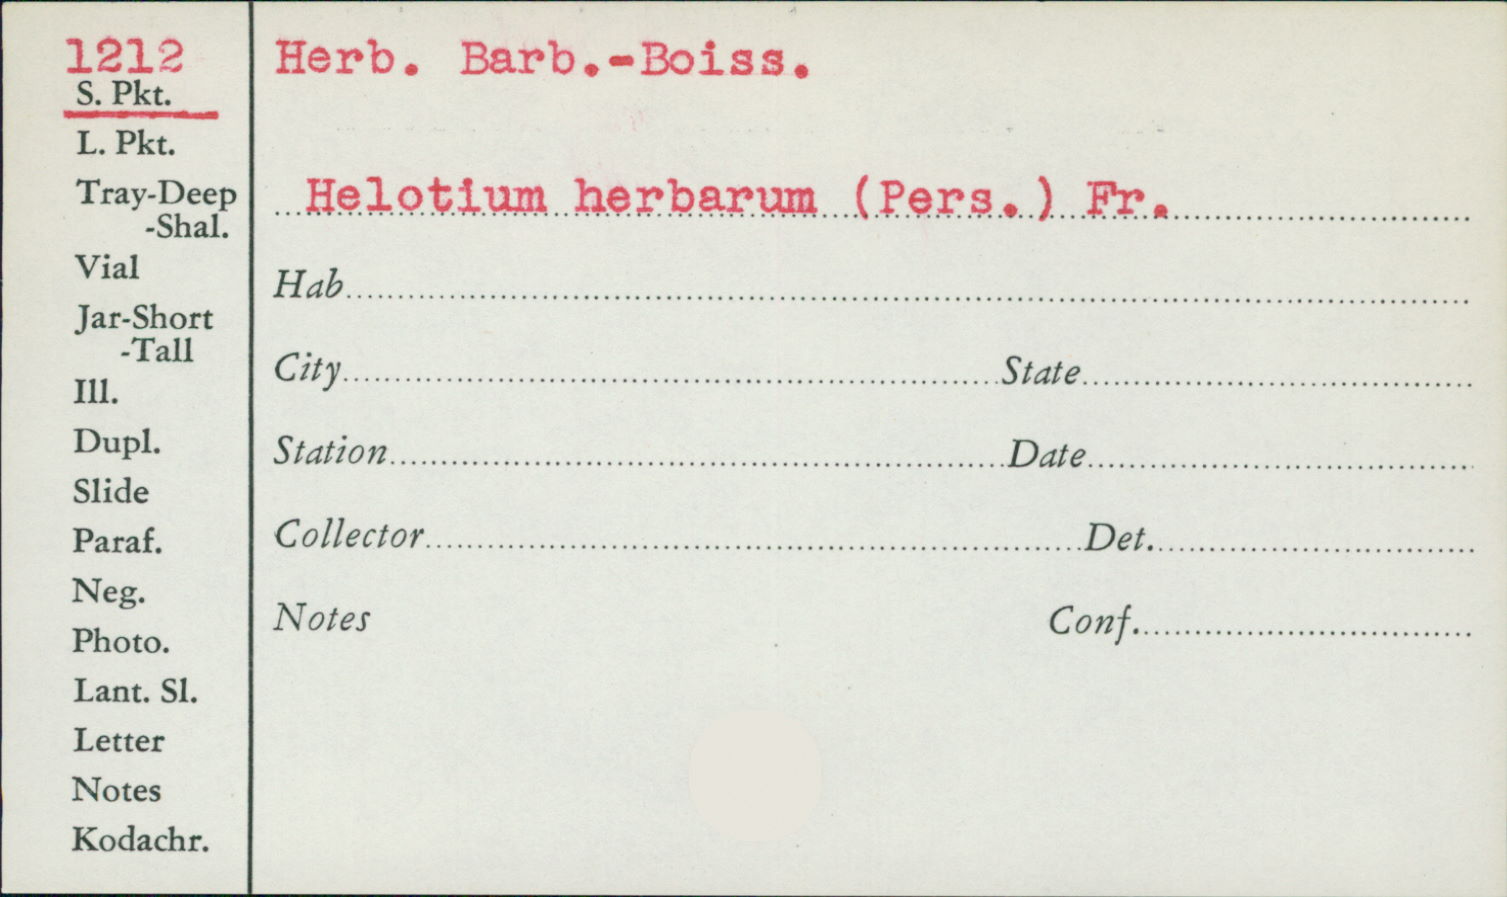 1212
S. Pkt.
L. Pkt.
Tray-Deep
-Shal.
Vial
Jar-Short
-Tall
Ill.
Dupl.
Slide
Paraf.
Neg.
Photo.
Lant. Sl.
Letter
Notes
Kodachr.
Herb. Barb.-Boiss.
Helotium herbarum (Pers.) Fr.
Hab
City State
Station Date
Collector Det.
Notes Conf.